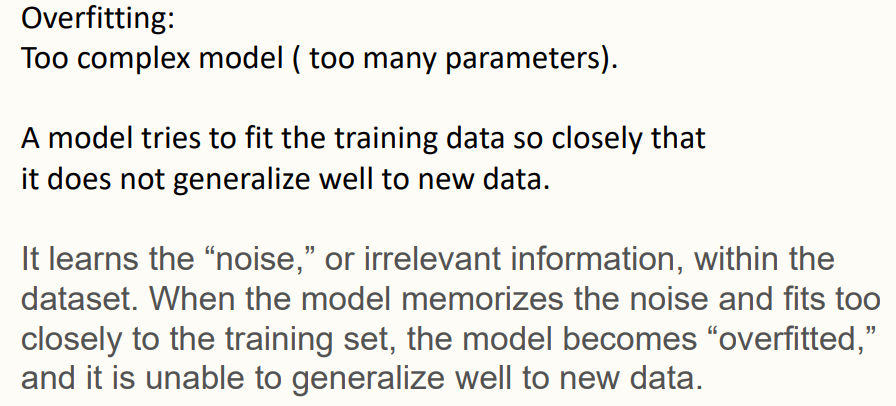 Overfitting:
Too complex model ( too many parameters).
A model tries to fit the training data so closely that
it does not generalize well to new data.
It learns the “noise,” or irrelevant information, within the
dataset. When the model memorizes the noise and fits too
closely to the training set, the model becomes “overfitted,”
and it is unable to generalize well to new data.